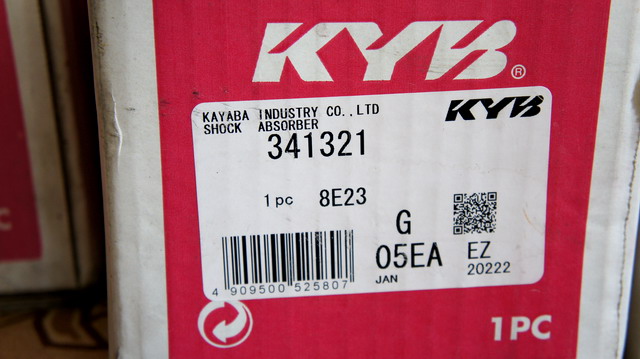 KYB®
KAYABA INDUSTRY CO.,LTD
SHOCK ABSORBER
KYB
341321
1pc 8E23
G
05EA
JAN
EZ
20222
4 909500 525807
1PC
C